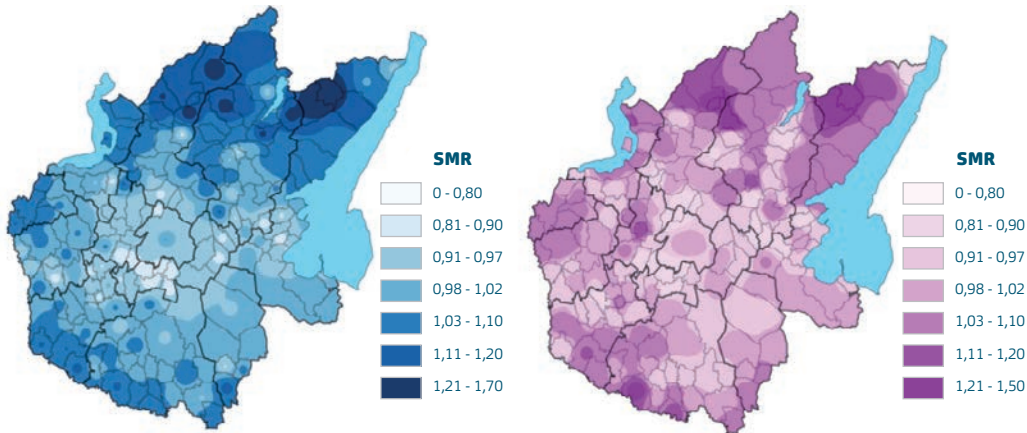 SMR
0 - 0,80
0,81 - 0,90
0,91 - 0,97
0,98 - 1,02
1,03 - 1,10
1,11 - 1,20
1,21 - 1,70
SMR
0 - 0,80
0,81 - 0,90
0,91 - 0,97
0,98 - 1,02
1,03 - 1,10
1,11 - 1,20
1,21 - 1,50